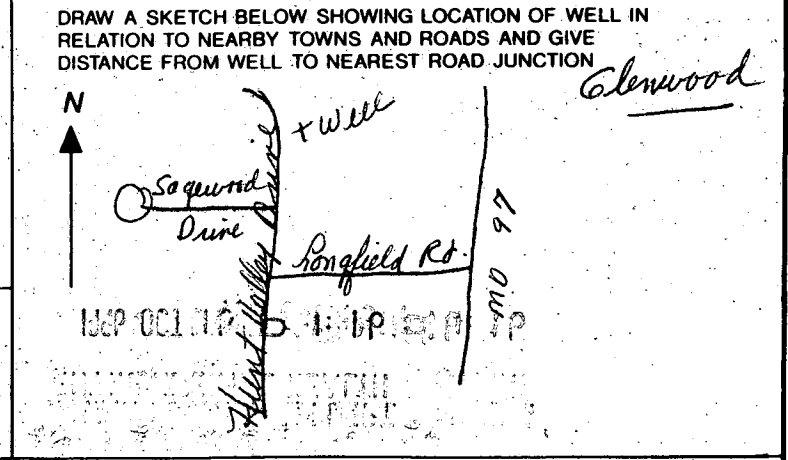 DRAW A SKETCH BELOW SHOWING LOCATION OF WELL IN
RELATION TO NEARBY TOWNS AND ROADS AND GIVE
DISTANCE FROM WELL TO NEAREST ROAD JUNCTION
Glenwood
N
+ Well
Sagewood
Drive
Hunt Valley Drive
Longfield Rd.
MD 97